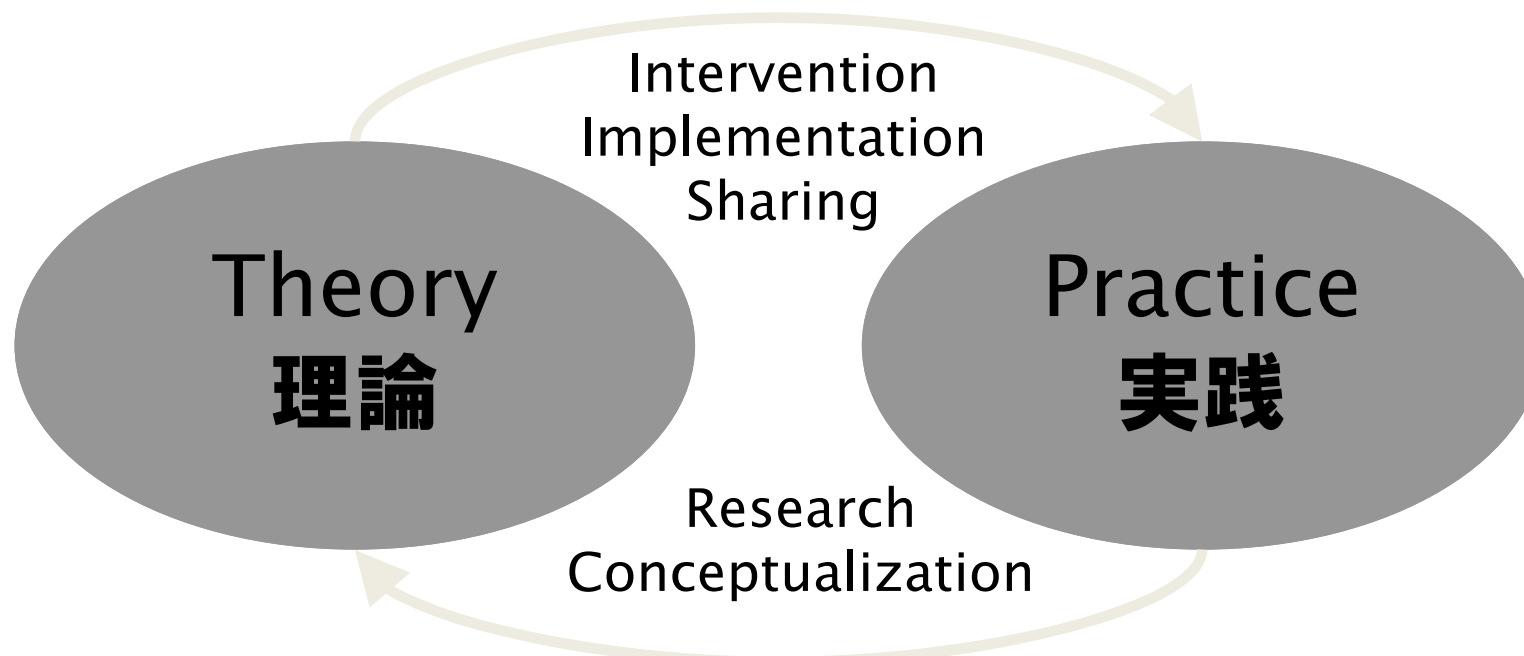 Intervention
Implementation
Sharing
Theory
理論
Practice
実践
Research
Conceptualization